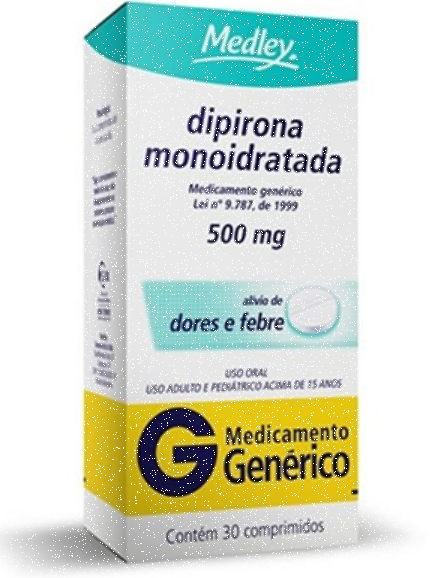 Medley
dipirona
monoidratada
Medicamento genérico
Lei nº 9.787, de 1999
500 mg
alívio de
dores e febre
USO ORAL
USO ADULTO E PEDIÁTRICO ACIMA DE 15 ANOS
G
Medicamento
Genérico
Contém 30 comprimidos